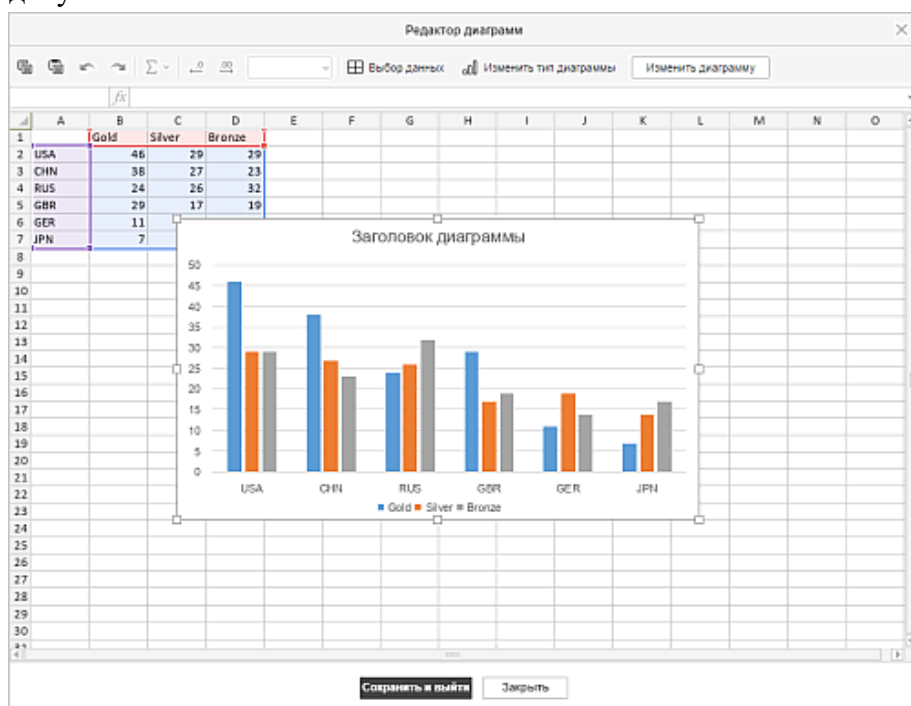 Редактор диаграмм
Выбор данных Изменить тип диаграммы Изменить диаграмму
fx
A B C D E F G H I J K L M N O
1 Gold Silver Bronze
2 USA 46 29 29
3 CHN 38 27 23
4 RUS 24 26 32
5 GBR 29 17 19
6 GER 11
7 JPN 7
8
9
10
11
12
13
14
15
16
17
18
19
20
21
22
23
24
25
26
27
28
29
30
Заголовок диаграммы
50
45
40
35
30
25
20
15
10
5
0
USA CHN RUS GBR GER JPN
Gold Silver Bronze
Сохранить и выйти Закрыть